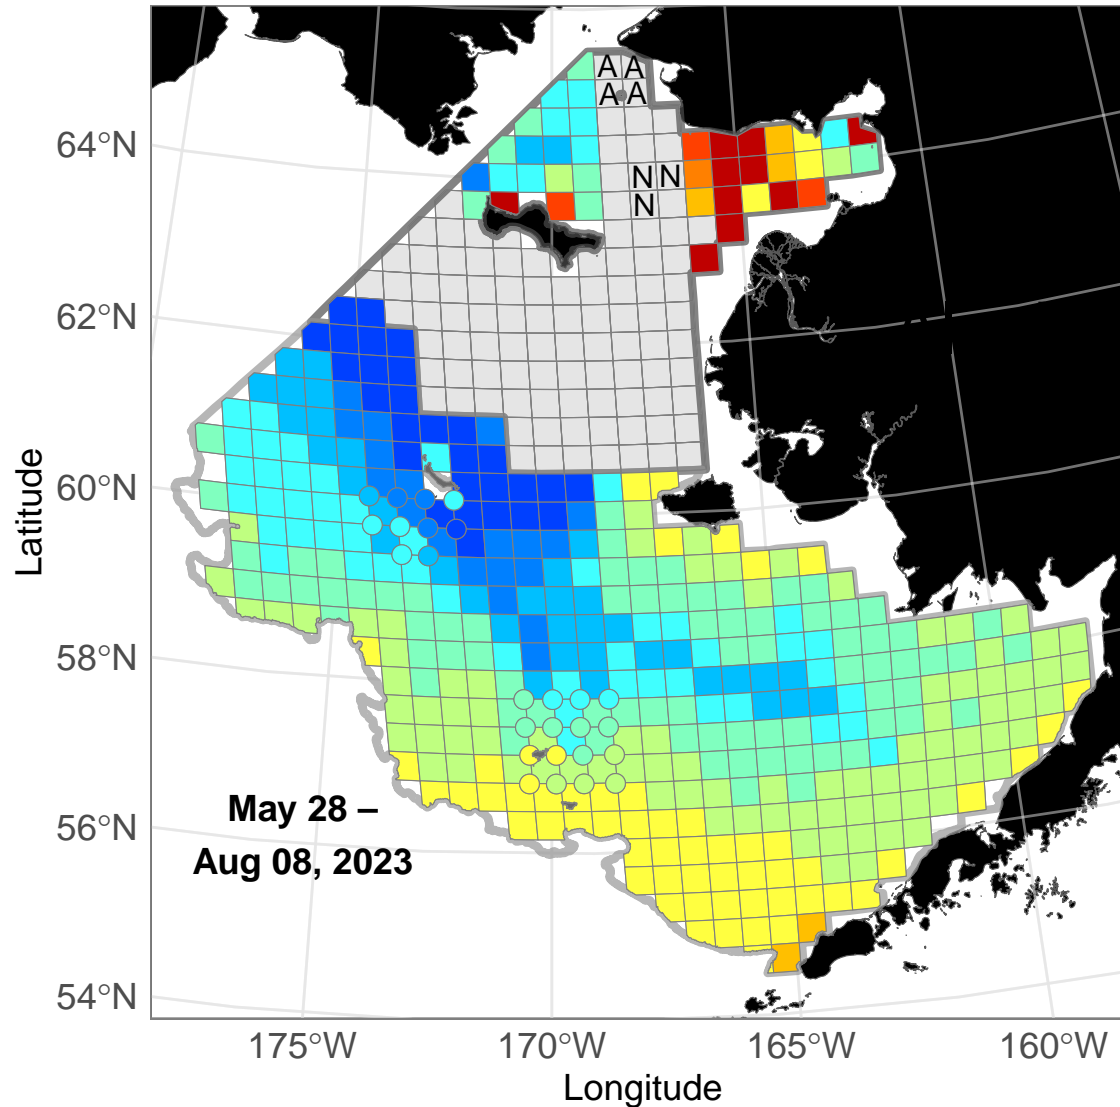 A A
A A
64°N
N N
N
62°N
60°N
Latitude
58°N
May 28 –
56°N
Aug 08, 2023
54°N
175°W 170°W 165°W 160°W
Longitude